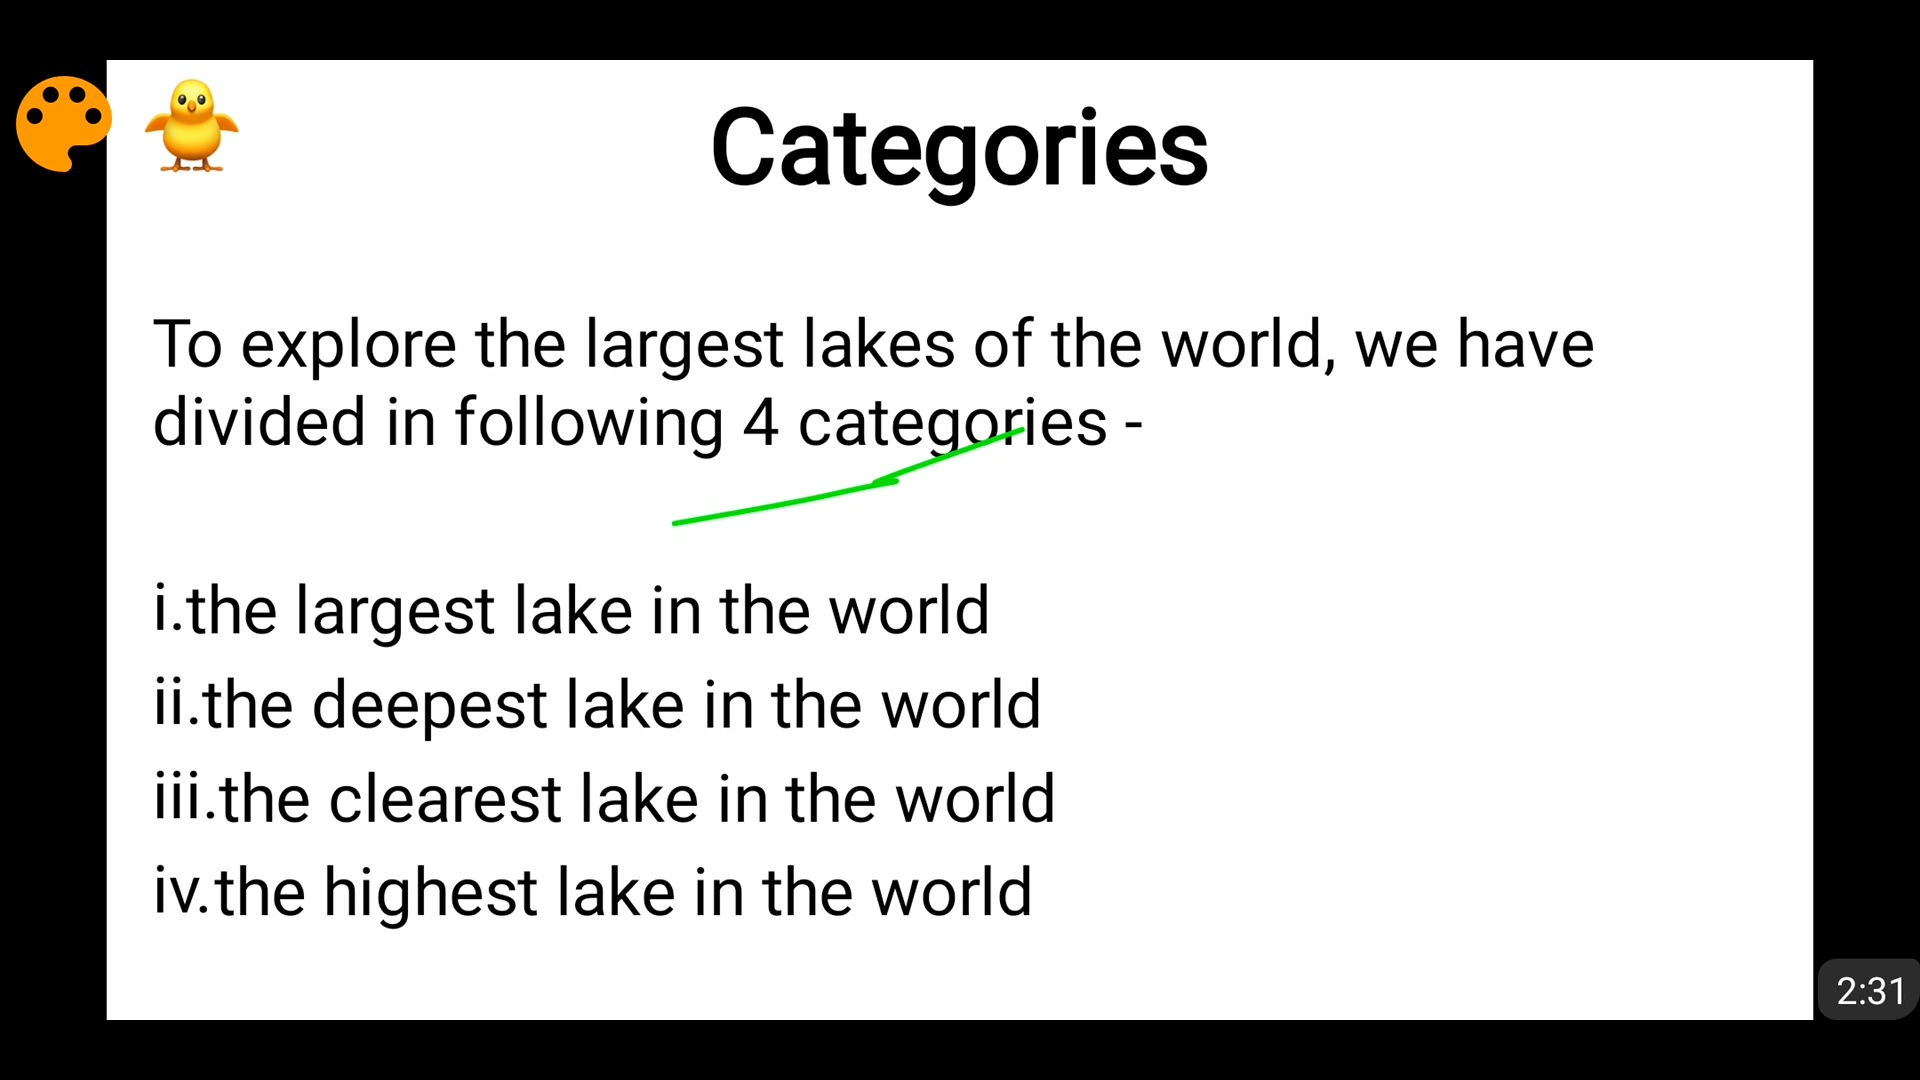 Categories
To explore the largest lakes of the world, we have
divided in following 4 categories -
i.the largest lake in the world
ii.the deepest lake in the world
iii.the clearest lake in the world
iv.the highest lake in the world
2:31